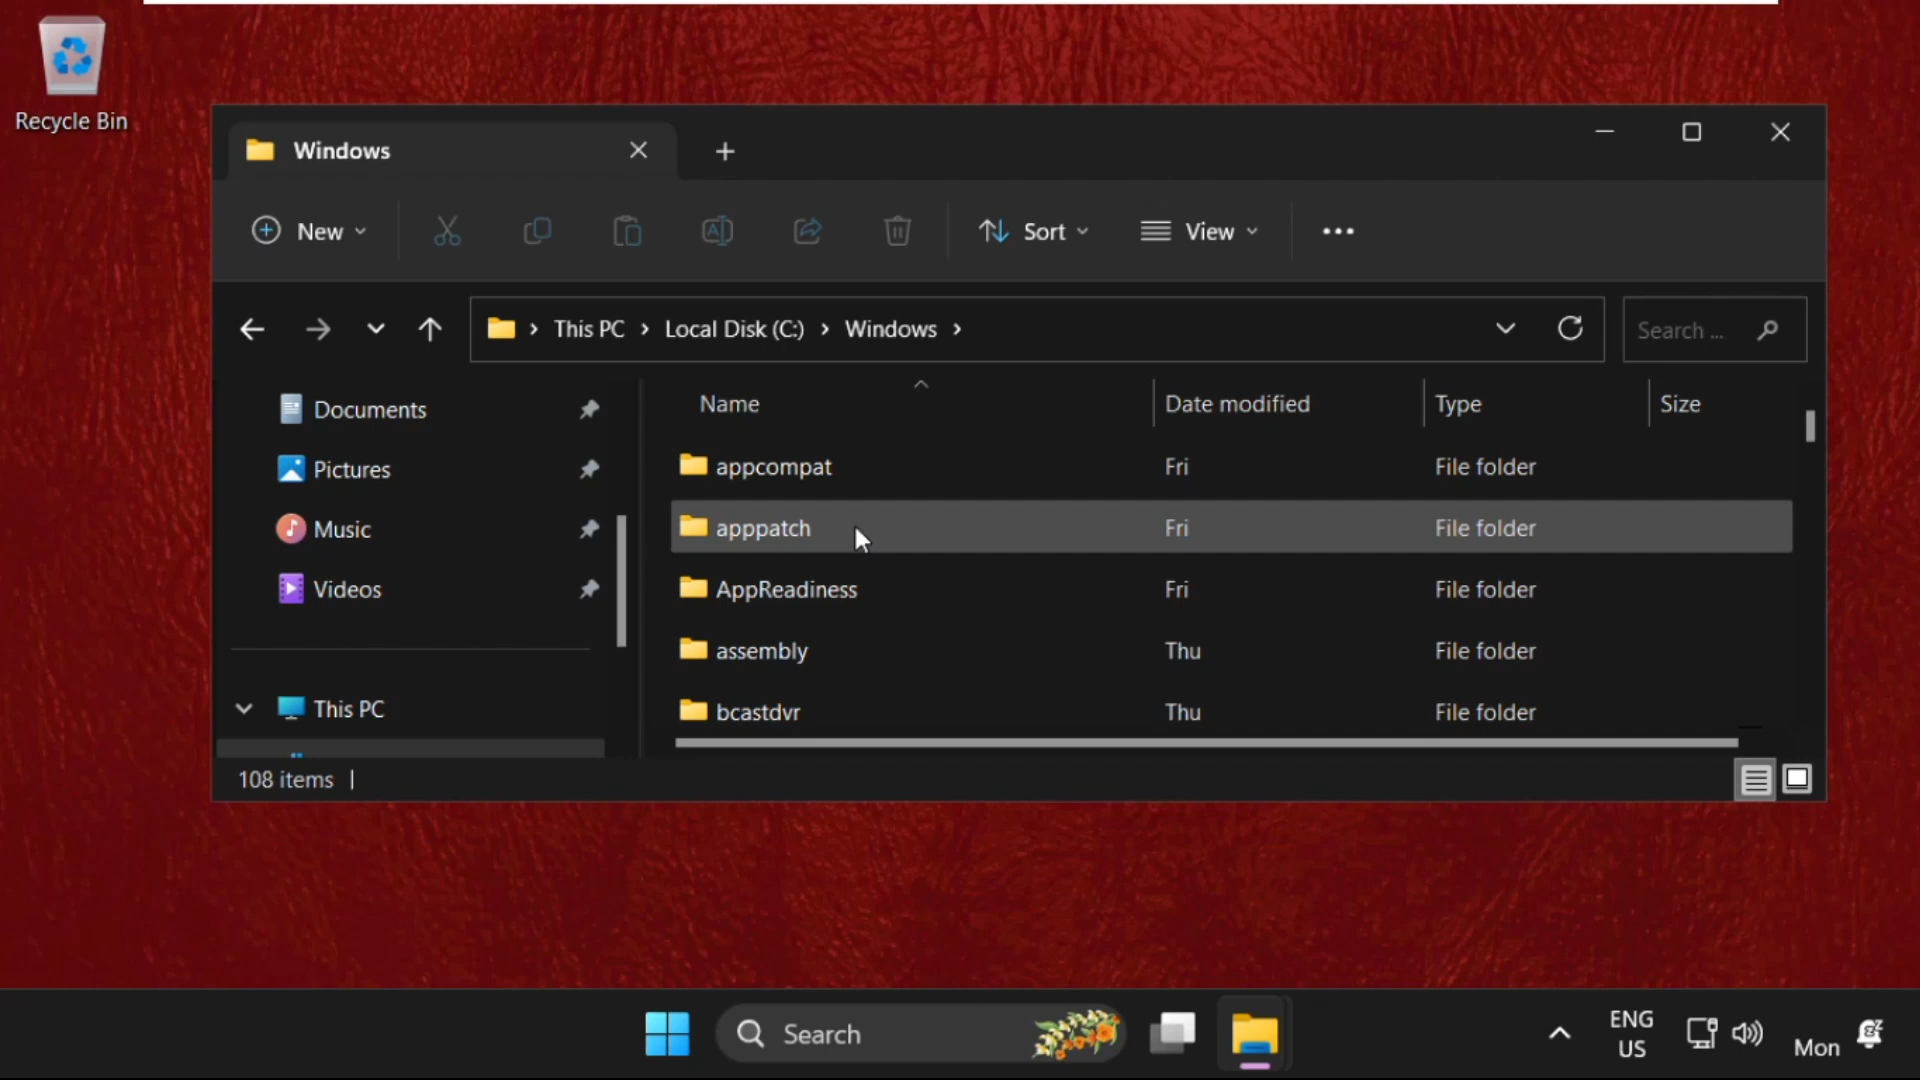 Recycle Bin
Windows
New
Sort
View
This PC
Local Disk (C:)
Windows
Search ...
Documents
Pictures
Music
Videos
This PC
Name
Date modified
Type
Size
appcompat
Fri
File folder
apppatch
Fri
File folder
AppReadiness
Fri
File folder
assembly
Thu
File folder
bcastdvr
Thu
File folder
108 items
Search
ENG
US
Mon